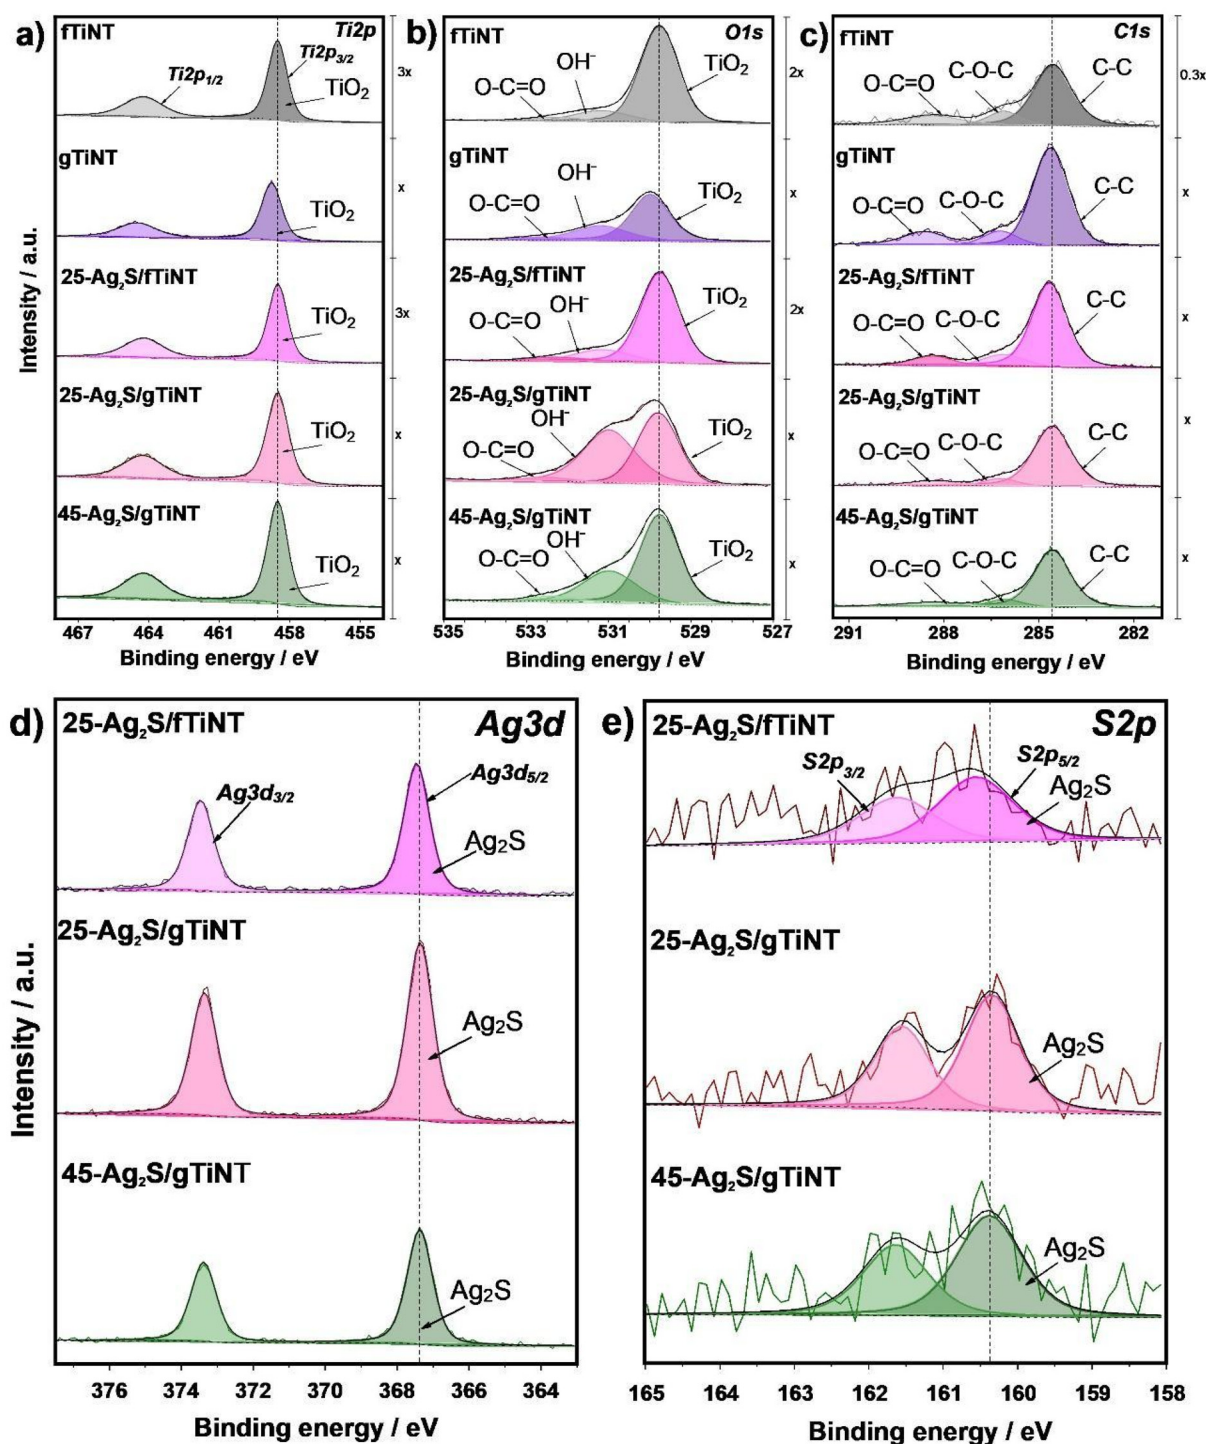 a)
Ti2p
fTiNT
Ti2p3/2
Ti2p1/2
TiO2
3x
gTiNT
TiO2
x
25-Ag2S/fTiNT
TiO2
3x
25-Ag2S/gTiNT
TiO2
x
45-Ag2S/gTiNT
TiO2
x
467 464 461 458 454
Binding energy / eV
Intensity / a.u.
b)
O1s
fTiNT
OH⁻
O-C=O
TiO2
2x
gTiNT
OH⁻
O-C=O
TiO2
x
25-Ag2S/fTiNT
OH⁻
O-C=O
TiO2
2x
25-Ag2S/gTiNT
OH⁻
O-C=O
TiO2
x
45-Ag2S/gTiNT
OH⁻
O-C=O
TiO2
x
535 533 531 529 527
Binding energy / eV
c)
C1s
fTiNT
O-C=O C-O-C C-C
0.3x
gTiNT
O-C=O C-O-C C-C
x
25-Ag2S/fTiNT
O-C=O C-O-C C-C
x
25-Ag2S/gTiNT
O-C=O C-O-C C-C
x
45-Ag2S/gTiNT
O-C=O C-O-C C-C
x
291 288 285 282
Binding energy / eV
d)
25-Ag2S/fTiNT
Ag3d
Ag3d5/2
Ag3d3/2
Ag2S
25-Ag2S/gTiNT
Ag2S
45-Ag2S/gTiNT
Ag2S
376 374 372 370 368 366 364
Binding energy / eV
Intensity / a.u.
e)
25-Ag2S/fTiNT
S2p
S2p3/2
S2p5/2
Ag2S
25-Ag2S/gTiNT
Ag2S
45-Ag2S/gTiNT
Ag2S
165 164 163 162 161 160 159 158
Binding energy / eV